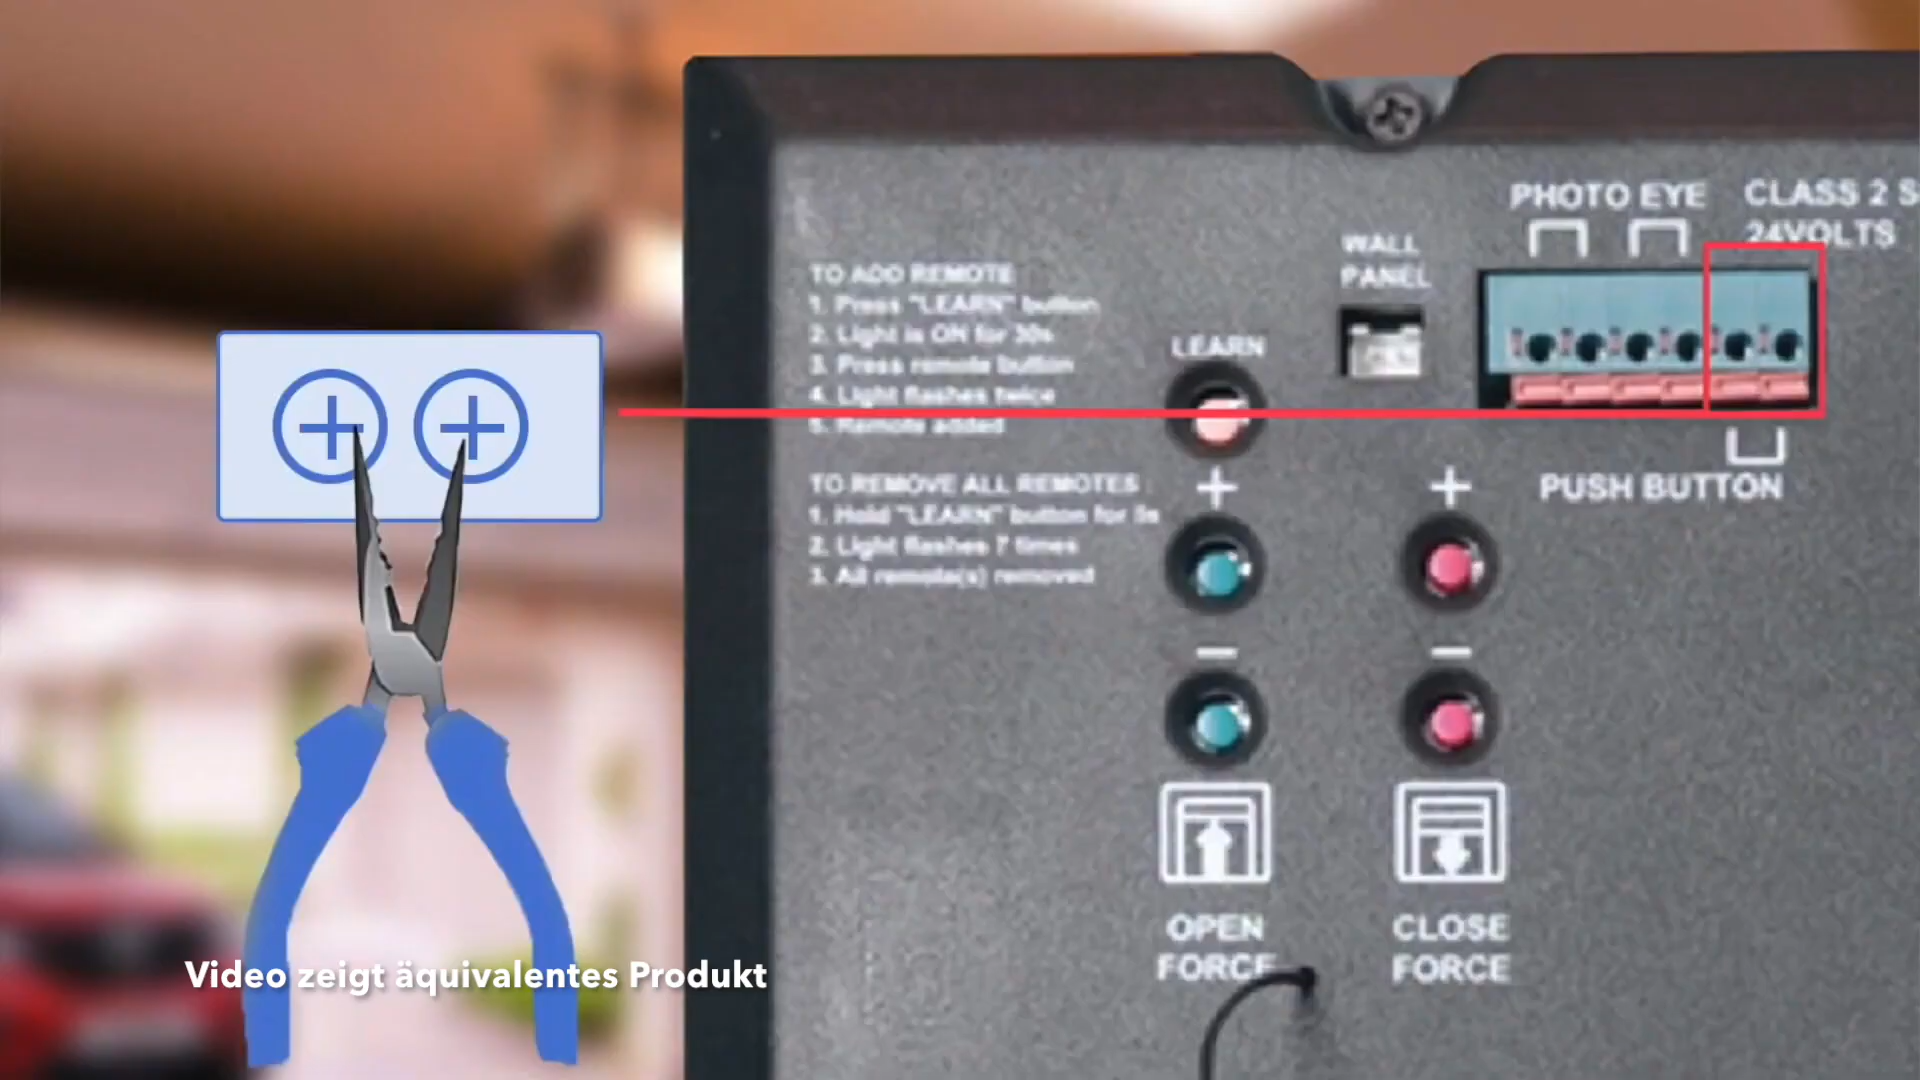 PHOTO EYE
CLASS 2 S
24VOLTS
WALL
PANEL
TO ADD REMOTE
1. Press "LEARN" button
2. Light is ON for 30s
3. Press remote button
4. Light flashes twice
5. Remote added
LEARN
TO REMOVE ALL REMOTES
1. Hold "LEARN" button for 5s
2. Light flashes 7 times
3. All remote(s) removed
PUSH BUTTON
OPEN
FORCE
CLOSE
FORCE
Video zeigt äquivalentes Produkt